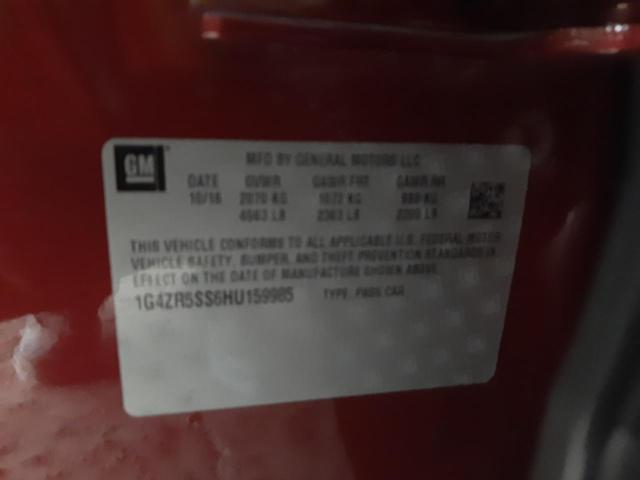 GM
MFD BY GENERAL MOTORS LLC
DATE GVWR GAWR FRT GAWR RR
10/16 2070 KG 1072 KG 998 KG
4563 LB 2363 LB 2200 LB
THIS VEHICLE CONFORMS TO ALL APPLICABLE U.S. FEDERAL MOTOR
VEHICLE SAFETY, BUMPER, AND THEFT PREVENTION STANDARDS IN
EFFECT ON THE DATE OF MANUFACTURE SHOWN ABOVE.
1G4ZR5SS6HU159985 TYPE: PASS CAR